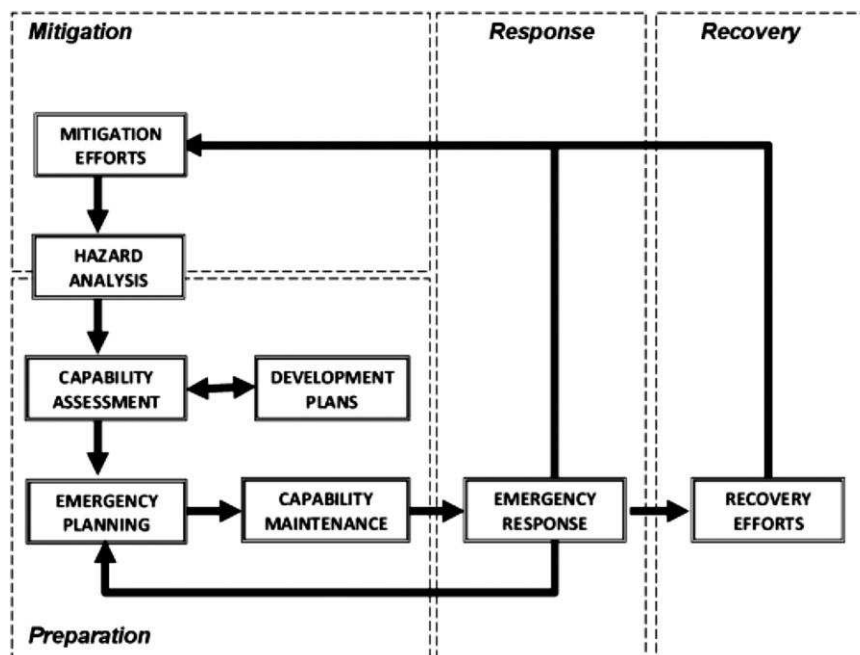 Mitigation
Response
Recovery
MITIGATION
EFFORTS
HAZARD
ANALYSIS
CAPABILITY
ASSESSMENT
DEVELOPMENT
PLANS
EMERGENCY
PLANNING
CAPABILITY
MAINTENANCE
EMERGENCY
RESPONSE
RECOVERY
EFFORTS
Preparation